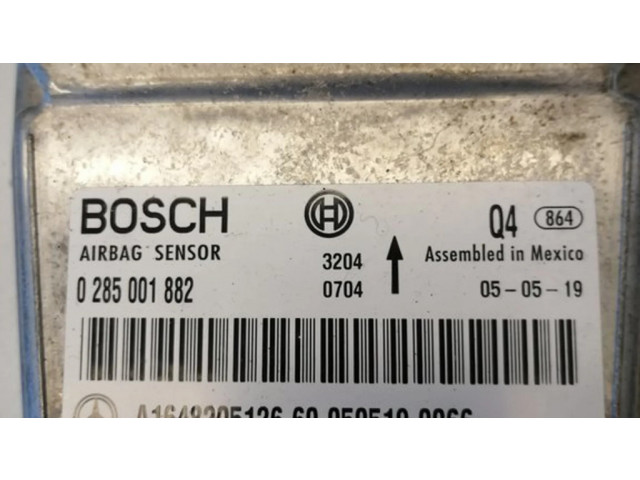 BOSCH
Q4 864
AIRBAG SENSOR
3204
Assembled in Mexico
0 285 001 882
0704
05-05-19